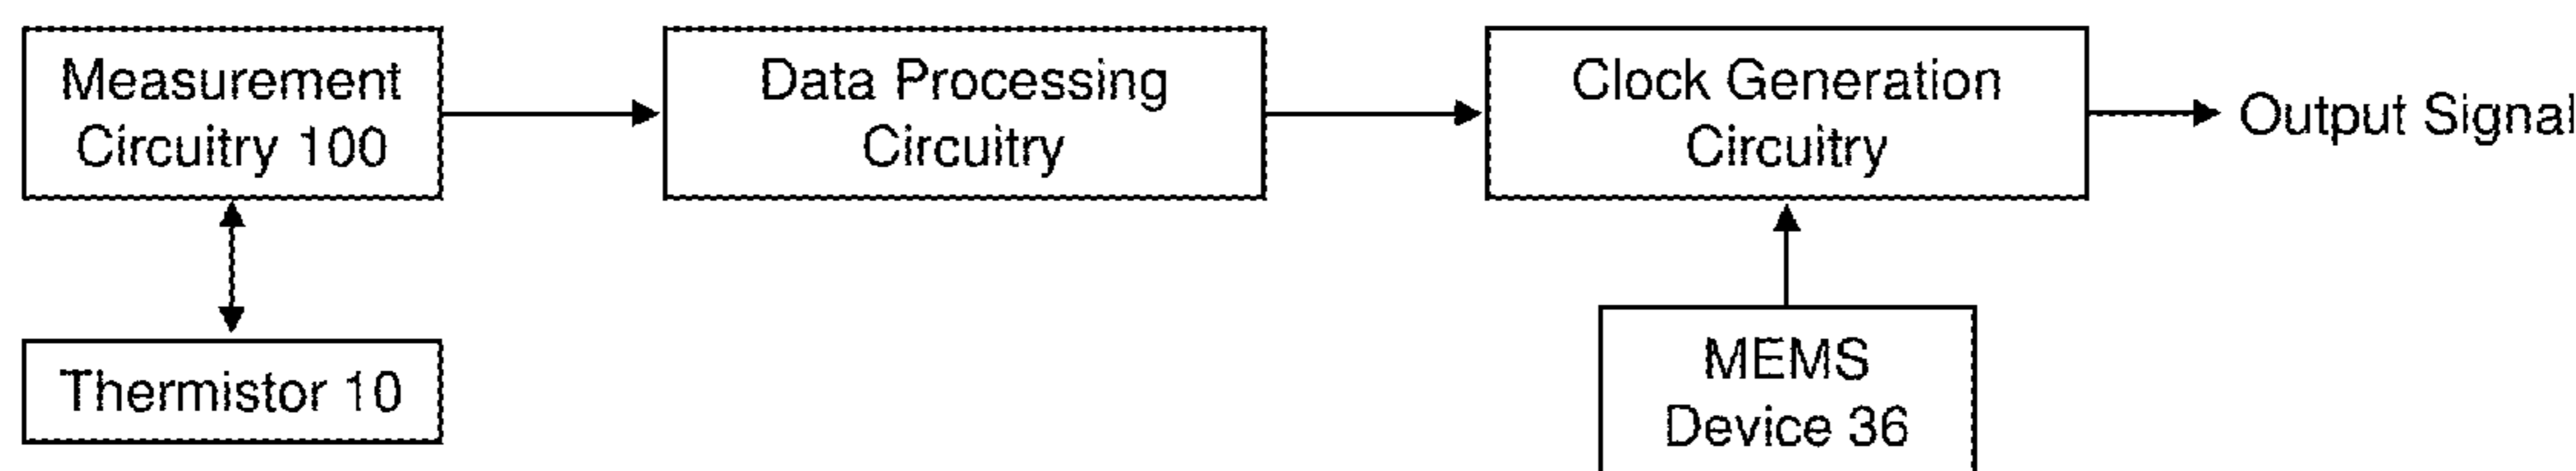 Measurement
Circuitry 100
Data Processing
Circuitry
Clock Generation
Circuitry
Output Signal
Thermistor 10
MEMS
Device 36